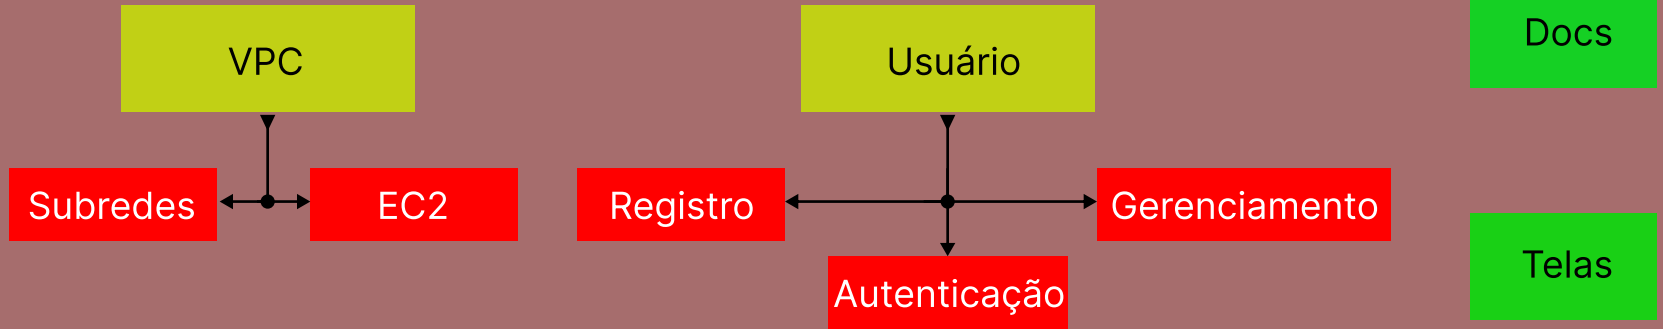 VPC
Usuário
Docs
Subredes
EC2
Registro
Gerenciamento
Autenticação
Telas